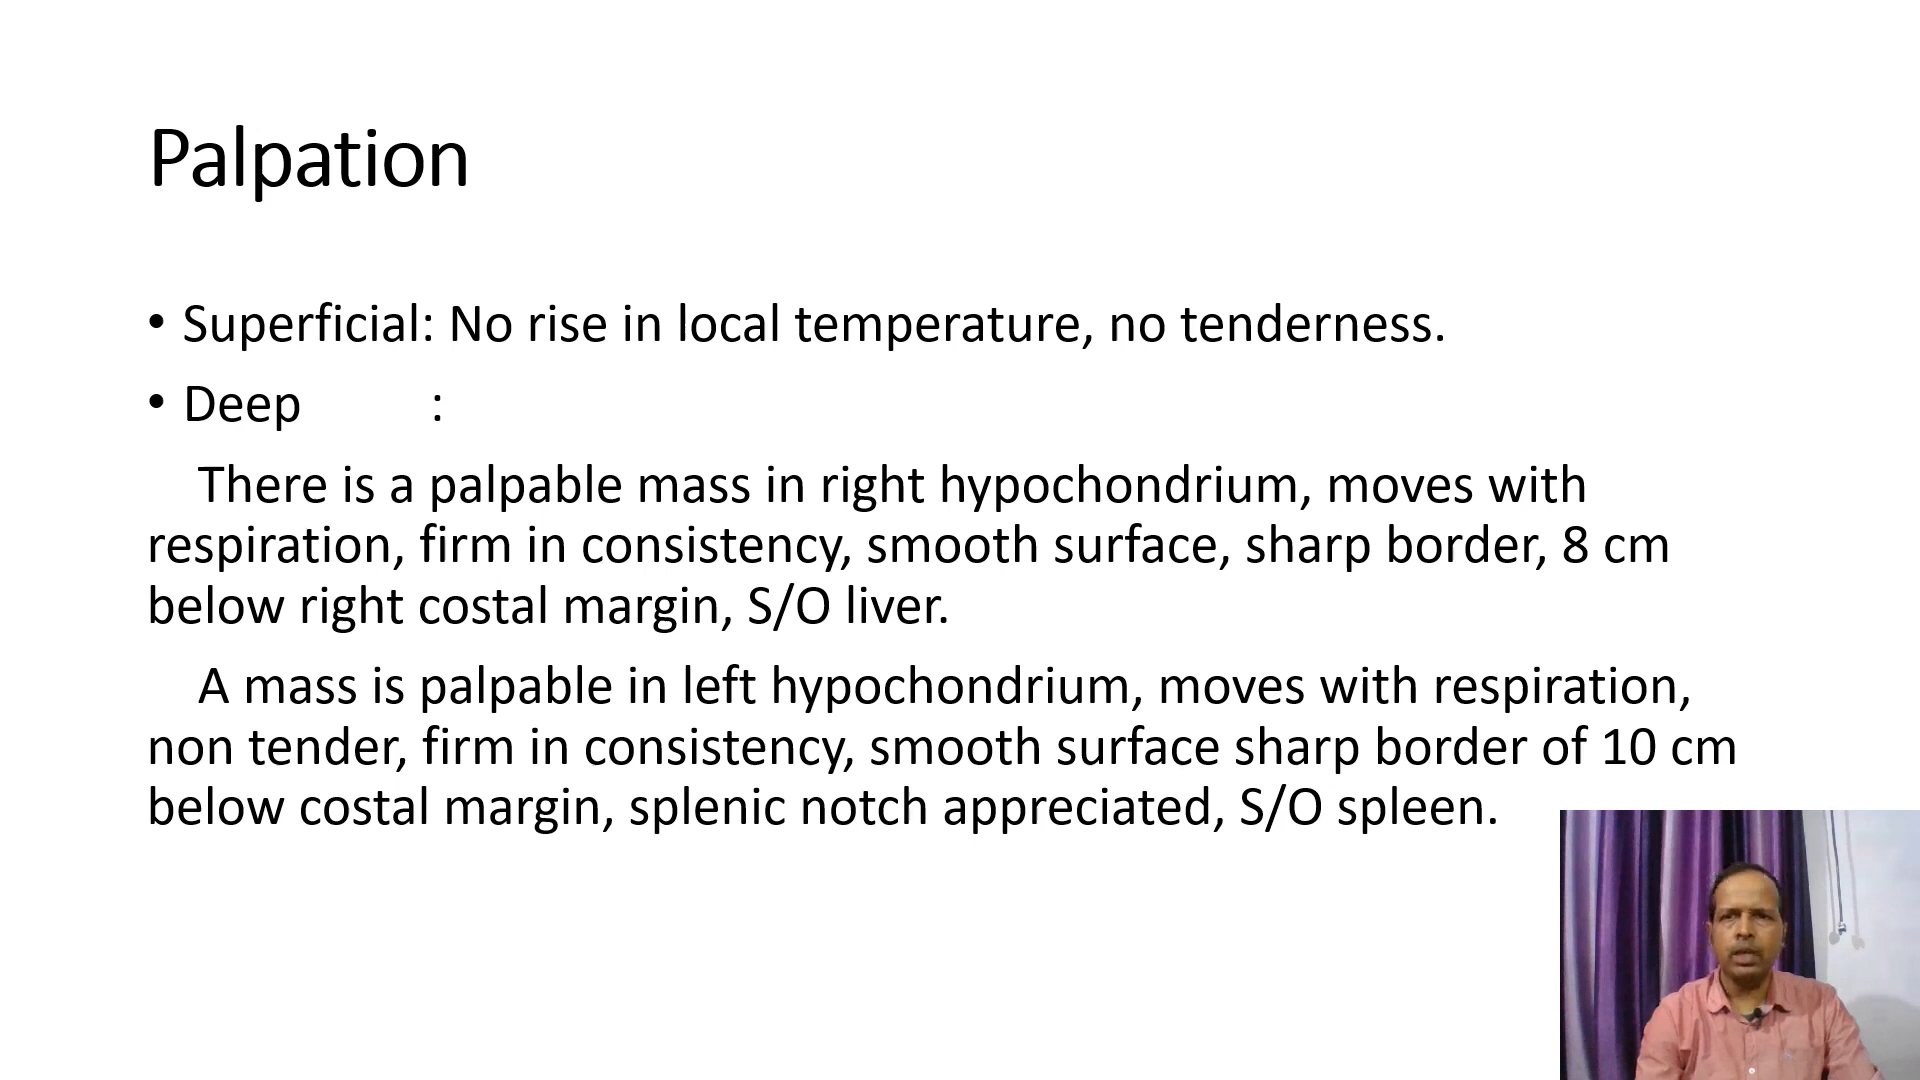 Palpation
• Superficial: No rise in local temperature, no tenderness.
• Deep :
There is a palpable mass in right hypochondrium, moves with
respiration, firm in consistency, smooth surface, sharp border, 8 cm
below right costal margin, S/O liver.
A mass is palpable in left hypochondrium, moves with respiration,
non tender, firm in consistency, smooth surface sharp border of 10 cm
below costal margin, splenic notch appreciated, S/O spleen.